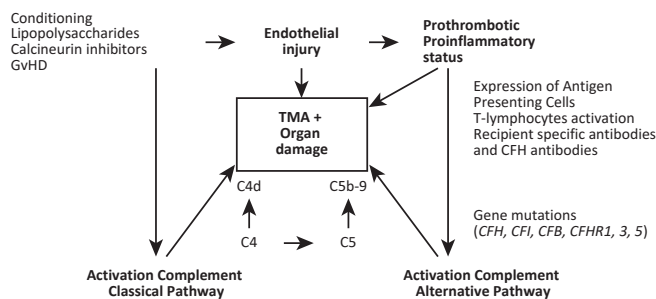 Conditioning
Lipopolysaccharides
Calcineurin inhibitors
GvHD
Endothelial
injury
Prothrombotic
Proinflammatory
status
Expression of Antigen
Presenting Cells
T-lymphocytes activation
Recipient specific antibodies
and CFH antibodies
TMA +
Organ
damage
C4d
C5b-9
C4
C5
Gene mutations
(CFH, CFI, CFB, CFHR1, 3, 5)
Activation Complement
Classical Pathway
Activation Complement
Alternative Pathway